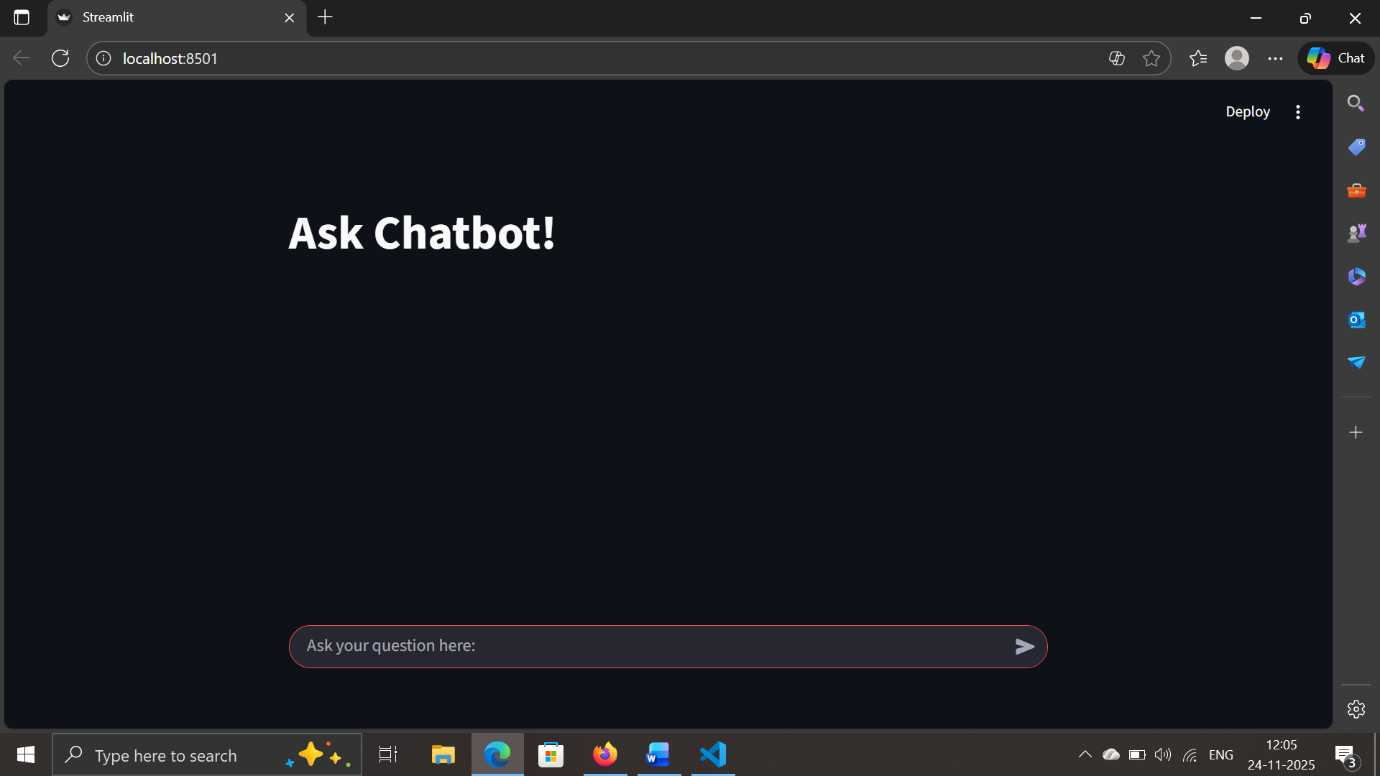 Streamlit
localhost:8501
Chat
Deploy
Ask Chatbot!
Ask your question here:
Type here to search
ENG
12:05
24-11-2025
3